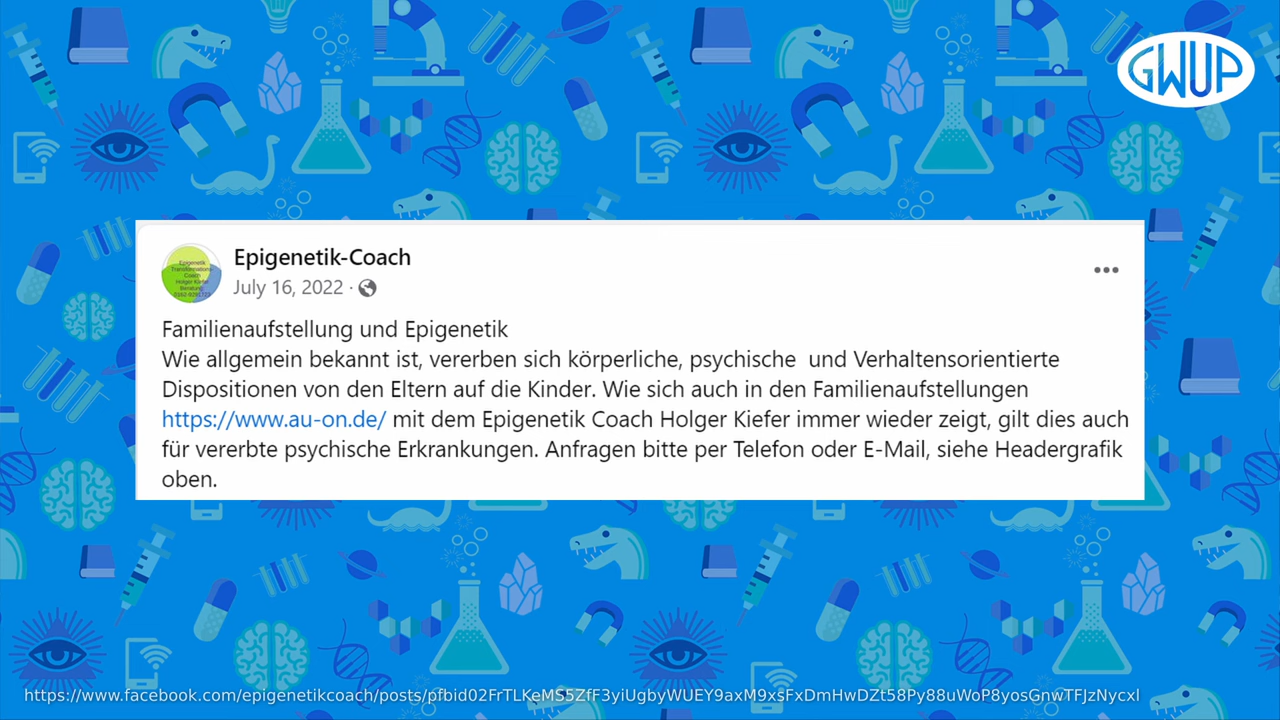 GWUP
Epigenetik-Coach
July 16, 2022 ·
Familienaufstellung und Epigenetik
Wie allgemein bekannt ist, vererben sich körperliche, psychische  und Verhaltensorientierte
Dispositionen von den Eltern auf die Kinder. Wie sich auch in den Familienaufstellungen
https://www.au-on.de/ mit dem Epigenetik Coach Holger Kiefer immer wieder zeigt, gilt dies auch
für vererbte psychische Erkrankungen. Anfragen bitte per Telefon oder E-Mail, siehe Headergrafik
oben.
https://www.facebook.com/epigenetikcoach/posts/pfbid02FrTLKeMS5ZfF3yiUgbyWUEY9axM9xsFxDmHwDZt58Py88uWoP8yosGnwTFJzNycxl